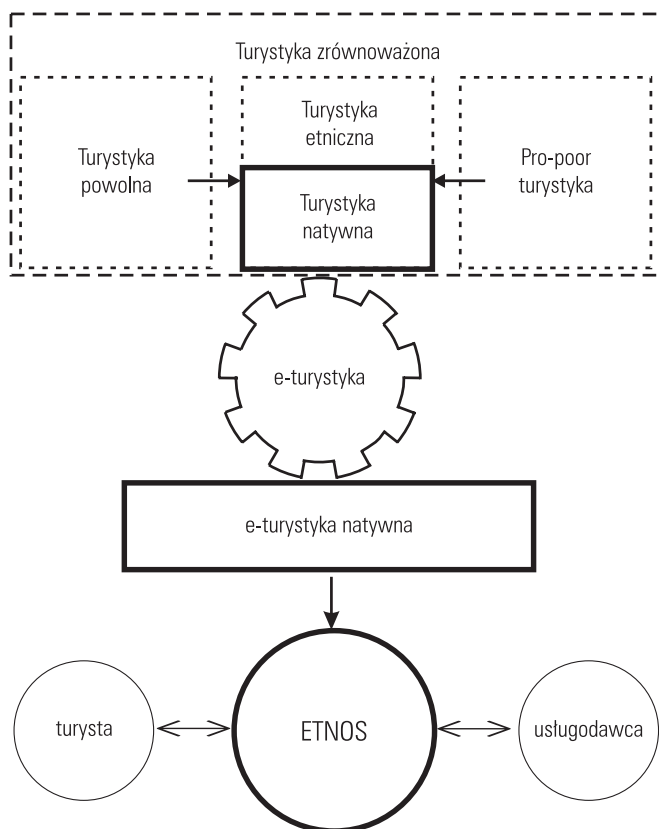 Turystyka zrównoważona
Turystyka
powolna
Turystyka
etniczna
Turystyka
natywna
Pro-poor
turystyka
e-turystyka
e-turystyka natywna
turysta
ETNOS
usługodawca